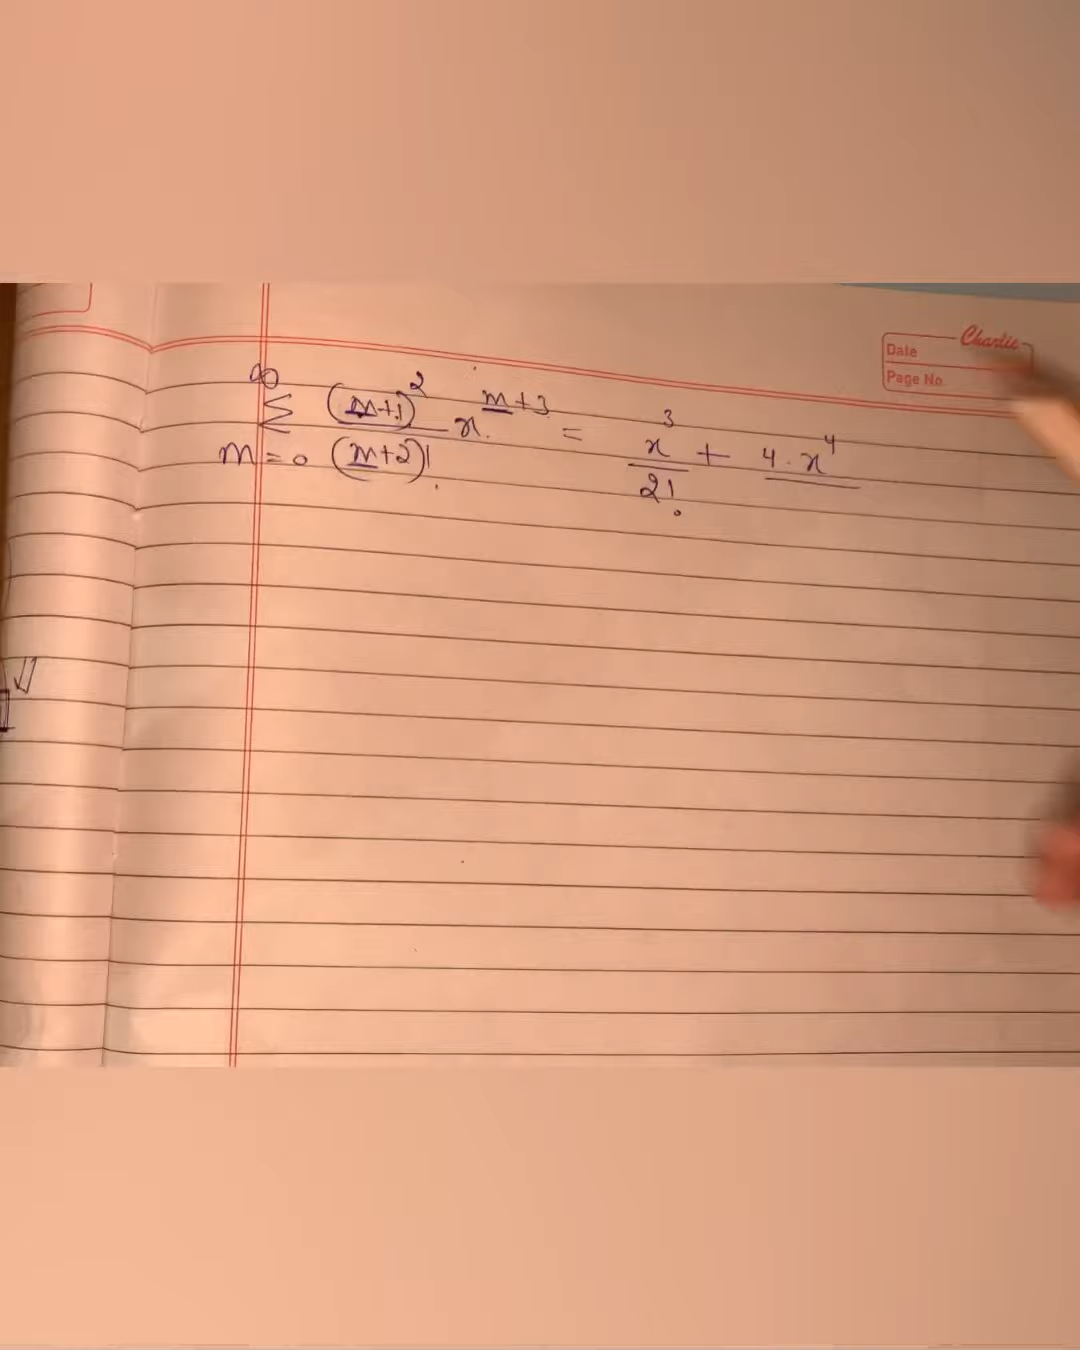 Charlie
Date
Page No.
∞
Σ (m+1)² / (m+2)! x^(m+3) = x³/2! + 4·x⁴
m=0